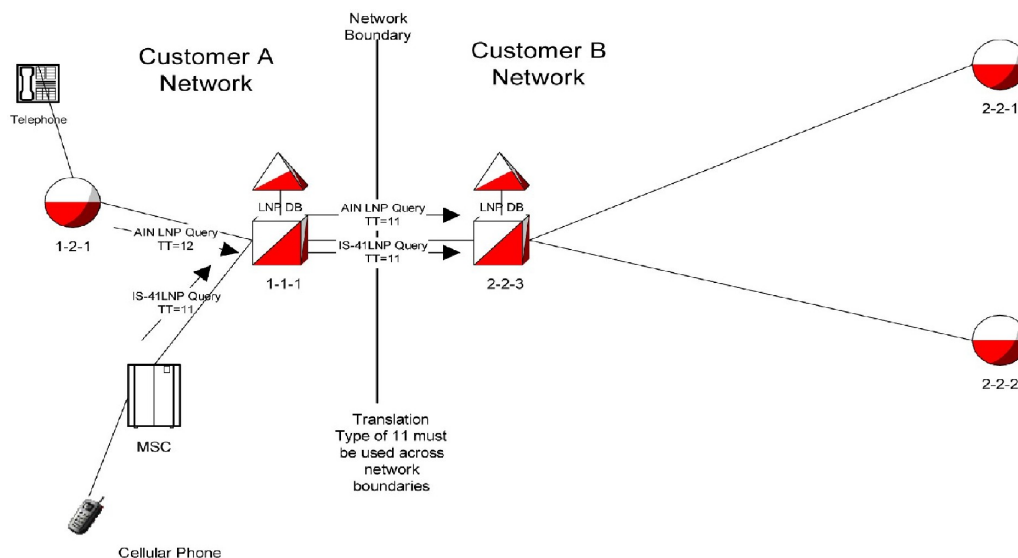 Network
Boundary
Customer A
Network
Customer B
Network
Telephone
2-2-1
LNP DB
LNP DB
1-2-1
AIN LNP Query
TT=12
AIN LNP Query
TT=11
IS-41LNP Query
TT=11
1-1-1
2-2-3
IS-41LNP Query
TT=11
2-2-2
MSC
Translation
Type of 11 must
be used across
network
boundaries
Cellular Phone